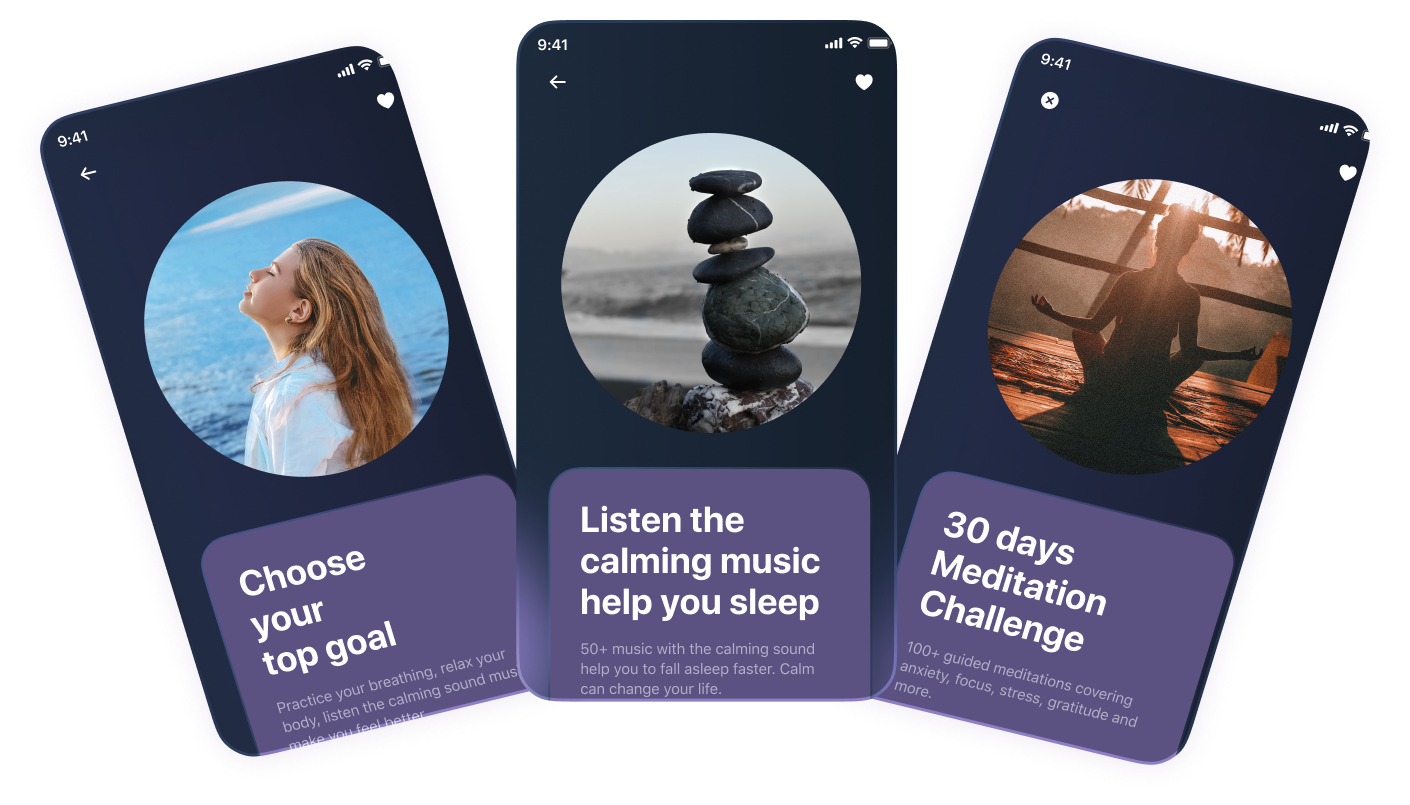 9:41
Choose
your
top goal
Practice your breathing, relax your
body, listen the calming sound mus
make you feel better
9:41
Listen the
calming music
help you sleep
50+ music with the calming sound
help you to fall asleep faster. Calm
can change your life.
9:41
30 days
Meditation
Challenge
100+ guided meditations covering
anxiety, focus, stress, gratitude and
more.